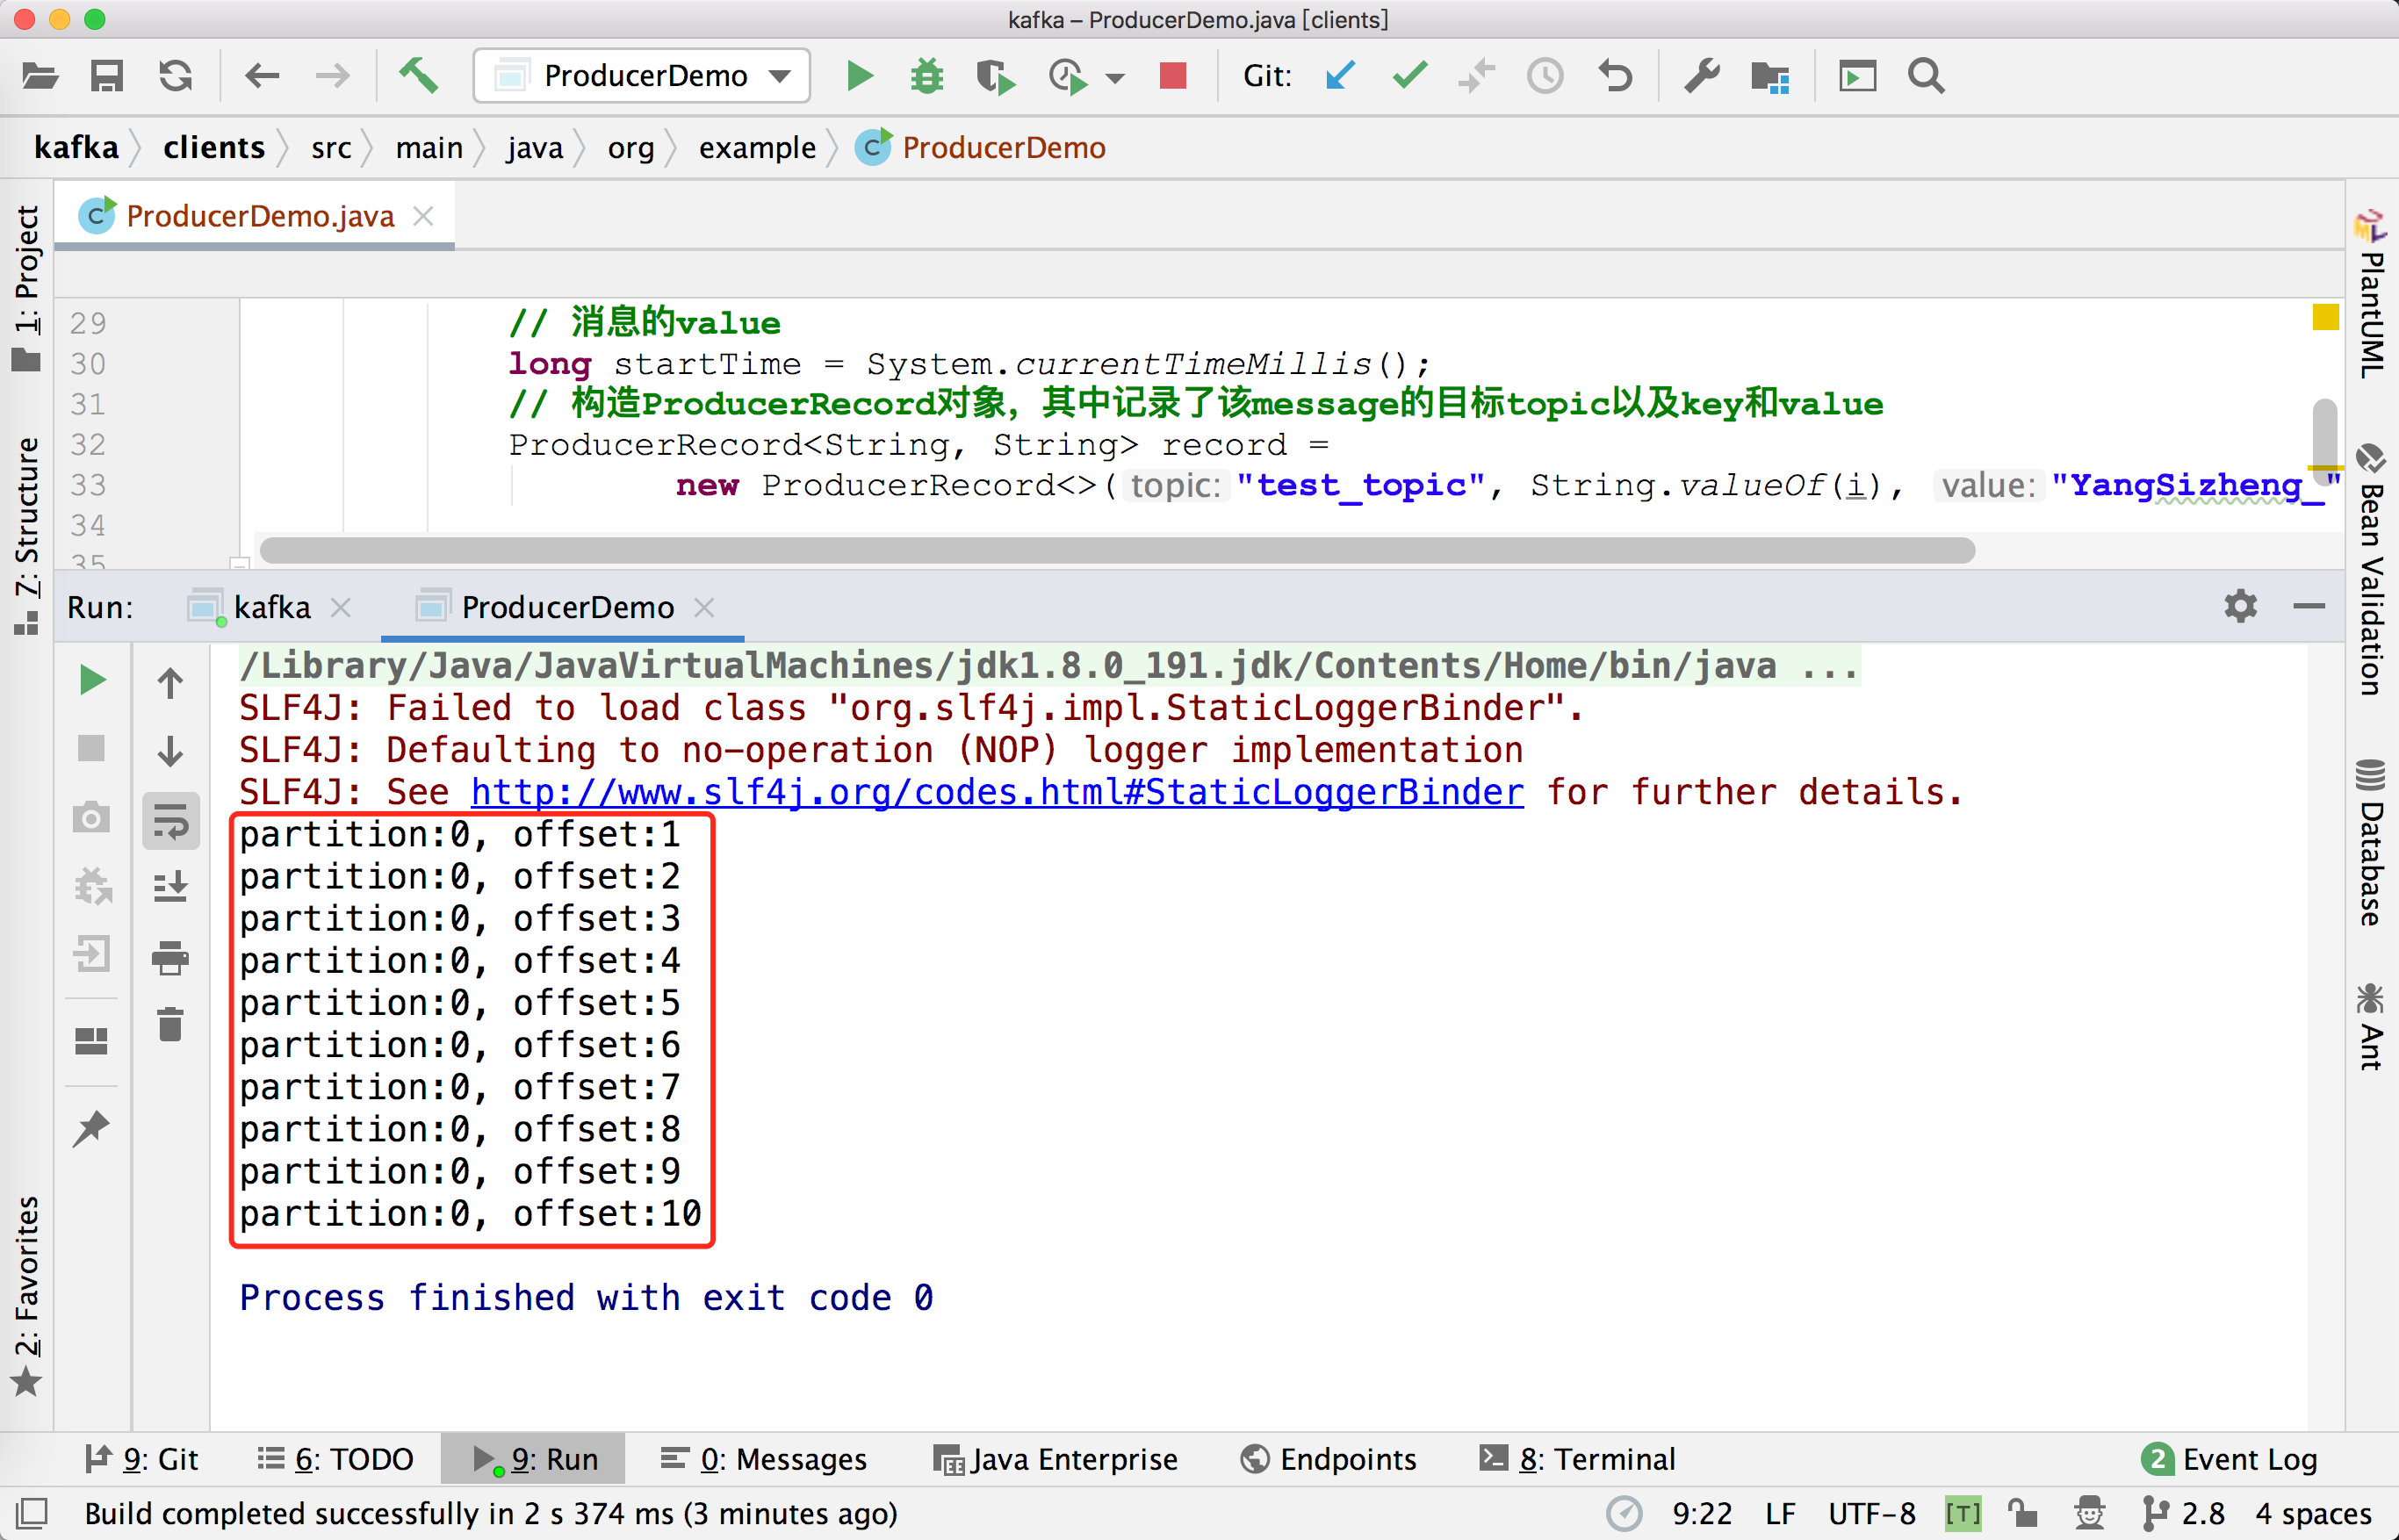 kafka – ProducerDemo.java [clients]
ProducerDemo
Git:
kafka clients src main java org example ProducerDemo
ProducerDemo.java
1: Project
7: Structure
2: Favorites
29 // 消息的value
30 long startTime = System.currentTimeMillis();
31 // 构造ProducerRecord对象，其中记录了该message的目标topic以及key和value
32 ProducerRecord<String, String> record =
33 new ProducerRecord<>( topic: "test_topic", String.valueOf(i), value: "YangSizheng_"
34
35
Run: kafka ProducerDemo
/Library/Java/JavaVirtualMachines/jdk1.8.0_191.jdk/Contents/Home/bin/java ...
SLF4J: Failed to load class "org.slf4j.impl.StaticLoggerBinder".
SLF4J: Defaulting to no-operation (NOP) logger implementation
SLF4J: See http://www.slf4j.org/codes.html#StaticLoggerBinder for further details.
partition:0, offset:1
partition:0, offset:2
partition:0, offset:3
partition:0, offset:4
partition:0, offset:5
partition:0, offset:6
partition:0, offset:7
partition:0, offset:8
partition:0, offset:9
partition:0, offset:10
Process finished with exit code 0
PlantUML
Bean Validation
Database
Ant
9: Git 6: TODO 9: Run 0: Messages Java Enterprise Endpoints 8: Terminal 2 Event Log
Build completed successfully in 2 s 374 ms (3 minutes ago) 9:22 LF UTF-8 [T] 2.8 4 spaces